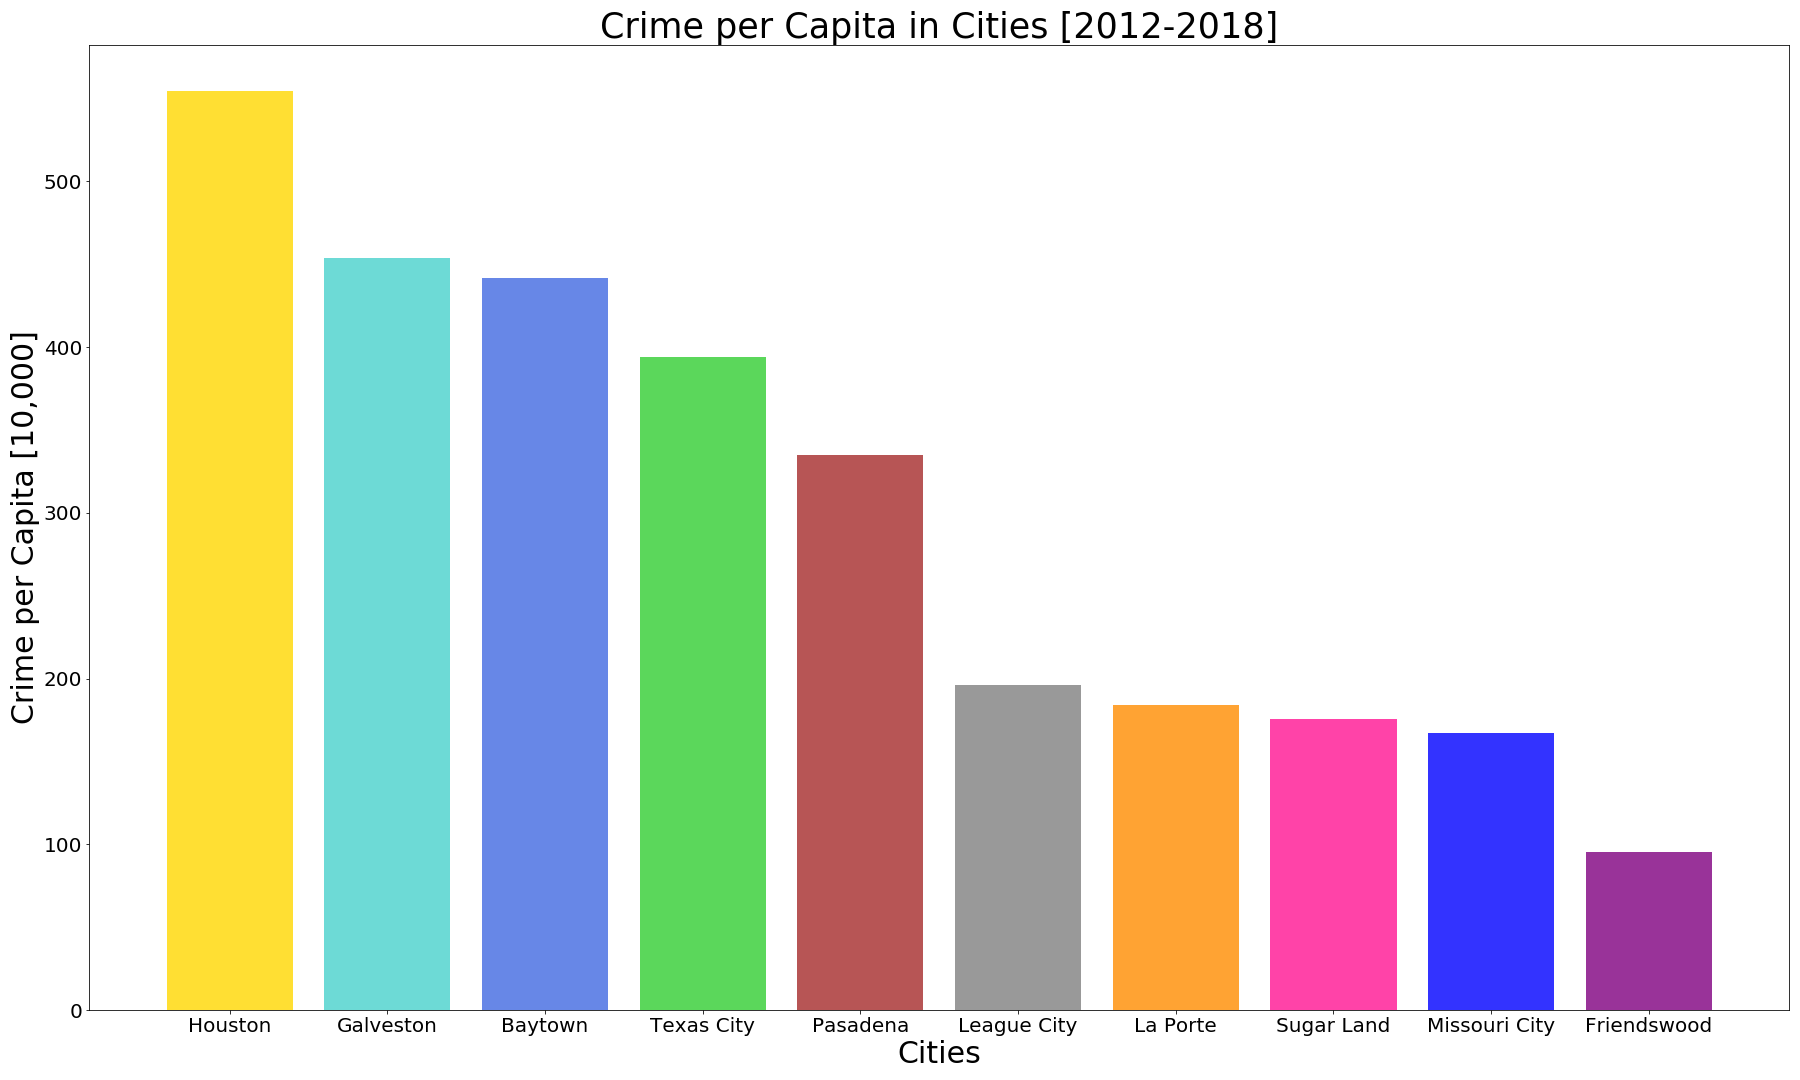 Crime per Capita in Cities [2012-2018]
Crime per Capita [10,000]
500
400
300
200
100
0
Houston Galveston Baytown Texas City Pasadena League City La Porte Sugar Land Missouri City Friendswood
Cities